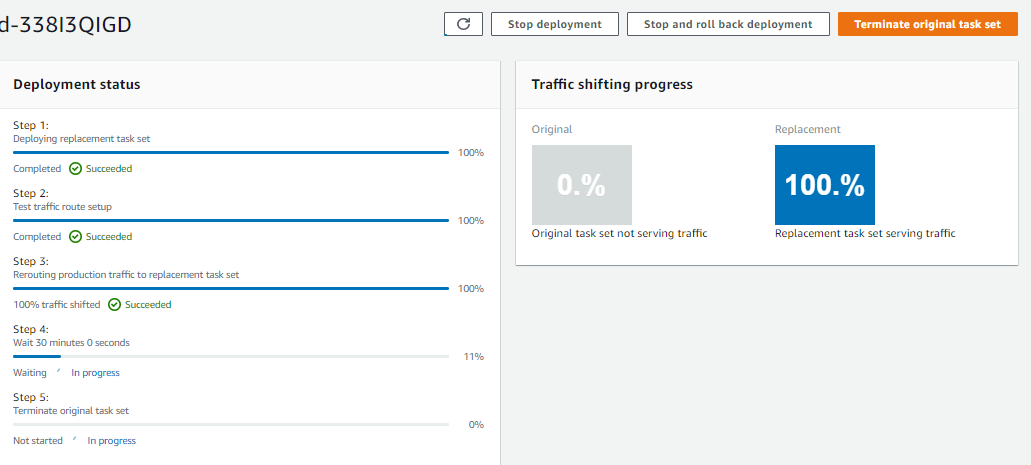 d-338I3QIGD
Stop deployment
Stop and roll back deployment
Terminate original task set
Deployment status
Step 1:
Deploying replacement task set
100%
Completed Succeeded
Step 2:
Test traffic route setup
100%
Completed Succeeded
Step 3:
Rerouting production traffic to replacement task set
100%
100% traffic shifted Succeeded
Step 4:
Wait 30 minutes 0 seconds
11%
Waiting In progress
Step 5:
Terminate original task set
0%
Not started In progress
Traffic shifting progress
Original
0.%
Original task set not serving traffic
Replacement
100.%
Replacement task set serving traffic